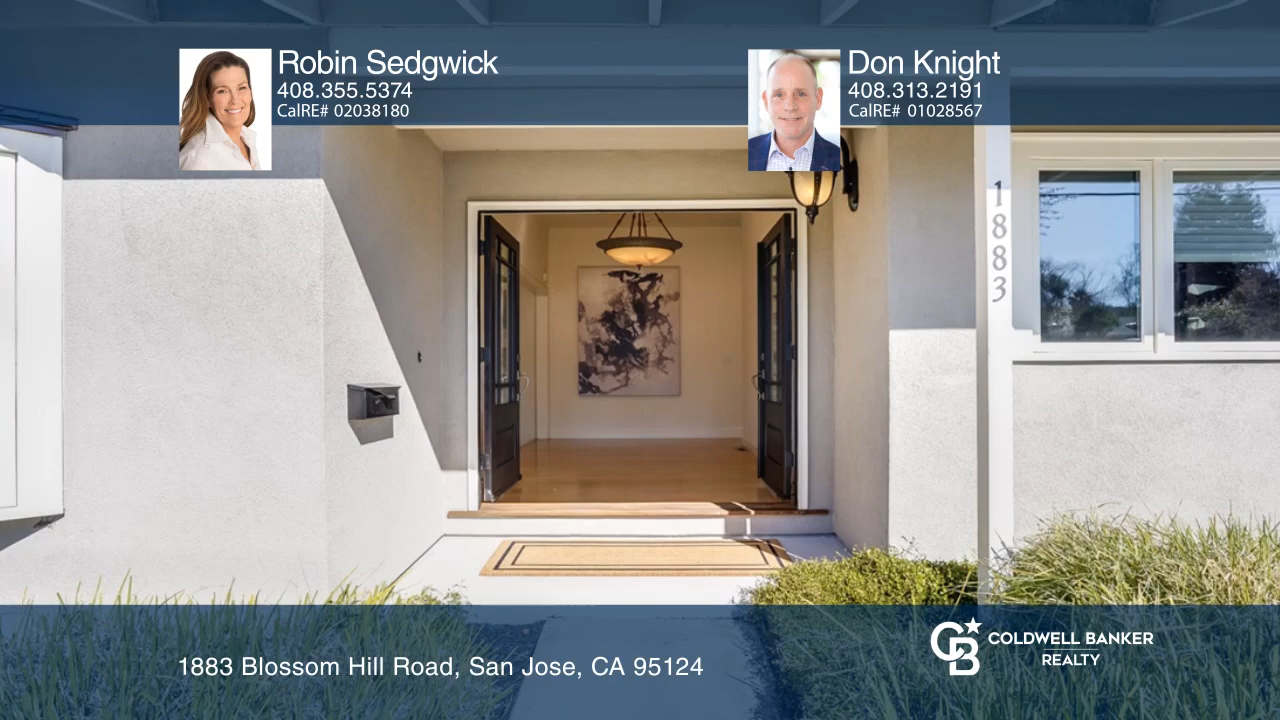 Robin Sedgwick
408.355.5374
CalRE# 02038180
Don Knight
408.313.2191
CalRE# 01028567
1883
1883 Blossom Hill Road, San Jose, CA 95124
CB
COLDWELL BANKER
REALTY